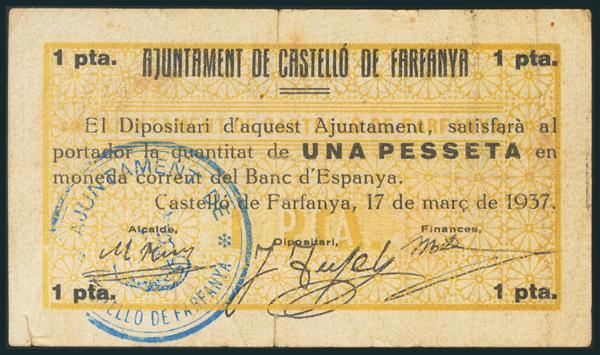 1 pta. AJUNTAMENT DE CASTELLÓ DE FARFANYA 1 pta.
El Dipositari d'aquest Ajuntament, satisfarà al
portador la quantitat de UNA PESSETA en
moneda corrent del Banc d'Espanya.
Castelló de Farfanya, 17 de març de 1937.
Alcalde, Dipositari, Finances,
AJUNTAMENT DE * CASTELLO DE FARFANYA
PTA.
1 pta. 1 pta.